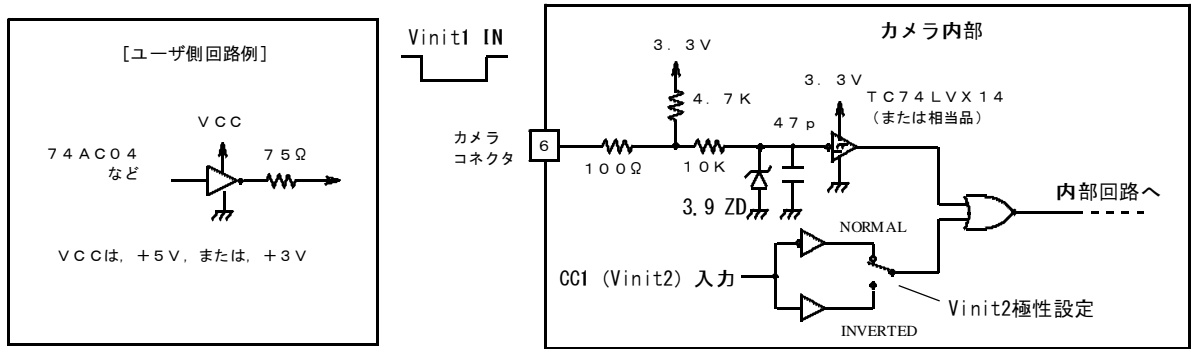 [ユーザ側回路例]
VCC
74AC04
など
75Ω
VCCは，+5V，または，+3V
Vinit1 IN
カメラ
コネクタ
6
カメラ内部
3.3V
4.7K
100Ω
10K
3.9 ZD
47p
3.3V
TC74LVX14
（または相当品）
内部回路へ
NORMAL
CC1 (Vinit2) 入力
Vinit2極性設定
INVERTED